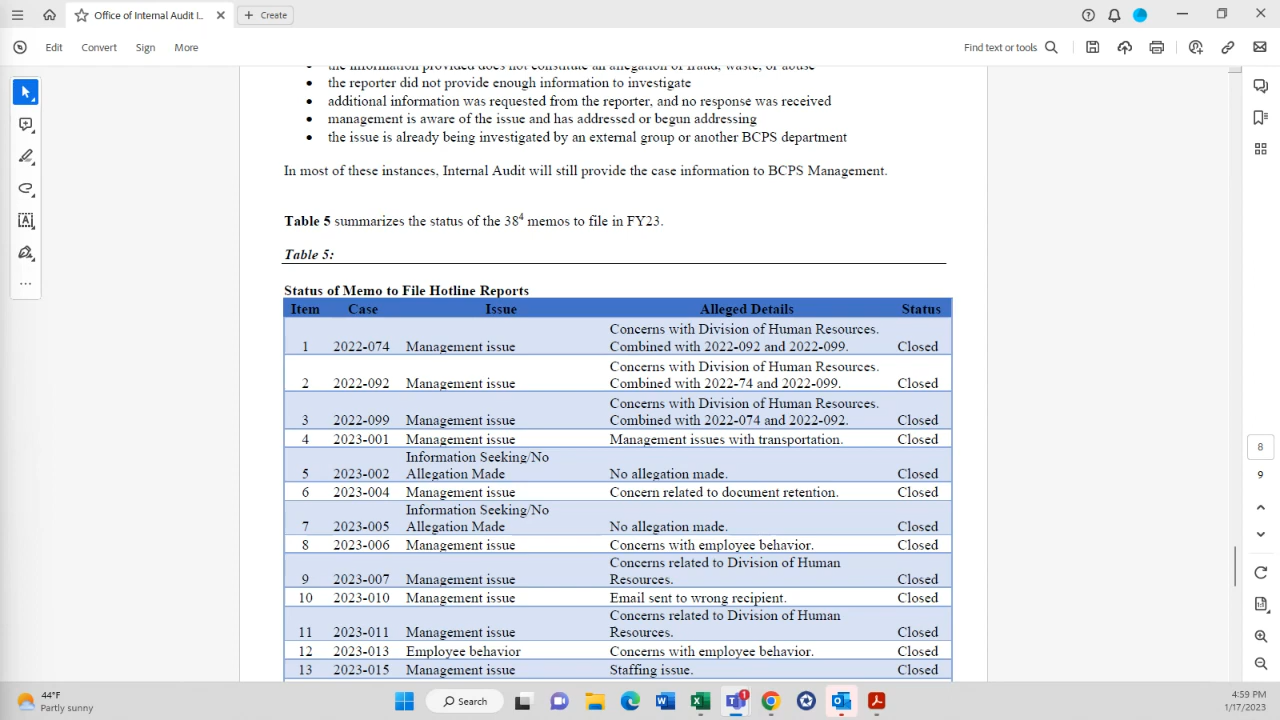 Office of Internal Audit I...
Create
Edit Convert Sign More
Find text or tools
the information provided does not constitute an allegation of fraud, waste, or abuse
• the reporter did not provide enough information to investigate
• additional information was requested from the reporter, and no response was received
• management is aware of the issue and has addressed or begun addressing
• the issue is already being investigated by an external group or another BCPS department
In most of these instances, Internal Audit will still provide the case information to BCPS Management.
Table 5 summarizes the status of the 38⁴ memos to file in FY23.
Table 5:
Status of Memo to File Hotline Reports
Item Case Issue Alleged Details Status
Concerns with Division of Human Resources.
1 2022-074 Management issue Combined with 2022-092 and 2022-099. Closed
Concerns with Division of Human Resources.
2 2022-092 Management issue Combined with 2022-74 and 2022-099. Closed
Concerns with Division of Human Resources.
3 2022-099 Management issue Combined with 2022-074 and 2022-092. Closed
4 2023-001 Management issue Management issues with transportation. Closed
Information Seeking/No
5 2023-002 Allegation Made No allegation made. Closed
6 2023-004 Management issue Concern related to document retention. Closed
Information Seeking/No
7 2023-005 Allegation Made No allegation made. Closed
8 2023-006 Management issue Concerns with employee behavior. Closed
Concerns related to Division of Human
9 2023-007 Management issue Resources. Closed
10 2023-010 Management issue Email sent to wrong recipient. Closed
Concerns related to Division of Human
11 2023-011 Management issue Resources. Closed
12 2023-013 Employee behavior Concerns with employee behavior. Closed
13 2023-015 Management issue Staffing issue. Closed
8
9
44°F
Partly sunny
Search
1
4:59 PM
1/17/2023